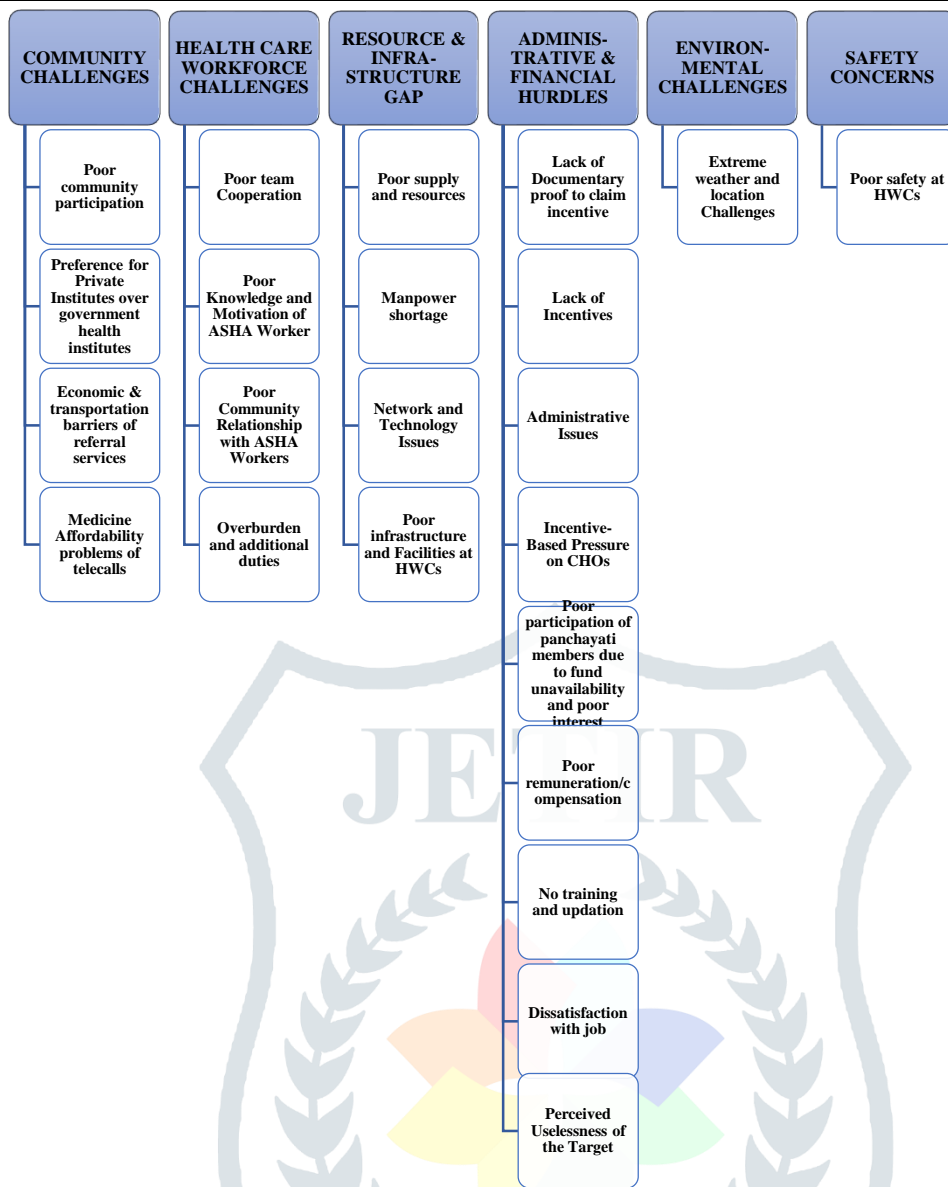 COMMUNITY
CHALLENGES
Poor
community
participation
Preference for
Private
Institutes over
government
health
institutes
Economic &
transportation
barriers of
referral
services
Medicine
Affordability
problems of
telecalls
HEALTH CARE
WORKFORCE
CHALLENGES
Poor team
Cooperation
Poor
Knowledge and
Motivation of
ASHA Worker
Poor
Community
Relationship
with ASHA
Workers
Overburden
and additional
duties
RESOURCE &
INFRA-
STRUCTURE
GAP
Poor supply
and resources
Manpower
shortage
Network and
Technology
Issues
Poor
infrastructure
and Facilities at
HWCs
ADMINIS-
TRATIVE &
FINANCIAL
HURDLES
Lack of
Documentary
proof to claim
incentive
Lack of
Incentives
Administrative
Issues
Incentive-
Based Pressure
on CHOs
Poor
participation of
panchayati
members due
to fund
unavailability
and poor
interest
Poor
remuneration/c
ompensation
No training
and updation
Dissatisfaction
with job
Perceived
Uselessness of
the Target
ENVIRON-
MENTAL
CHALLENGES
Extreme
weather and
location
Challenges
SAFETY
CONCERNS
Poor safety at
HWCs
JETIR